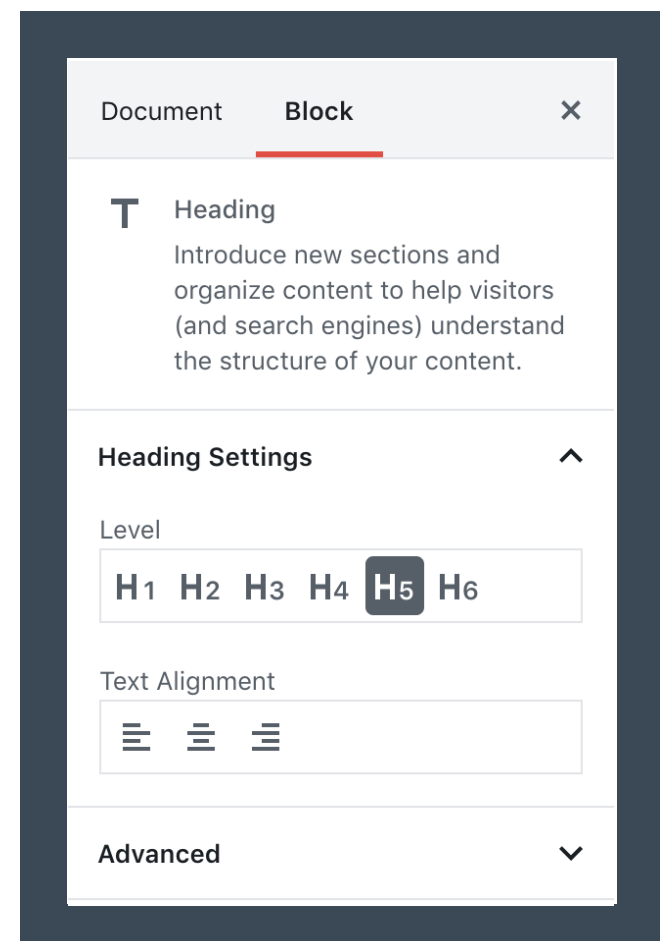 Document Block
Heading
Introduce new sections and
organize content to help visitors
(and search engines) understand
the structure of your content.
Heading Settings
Level
H1 H2 H3 H4 H5 H6
Text Alignment
Advanced